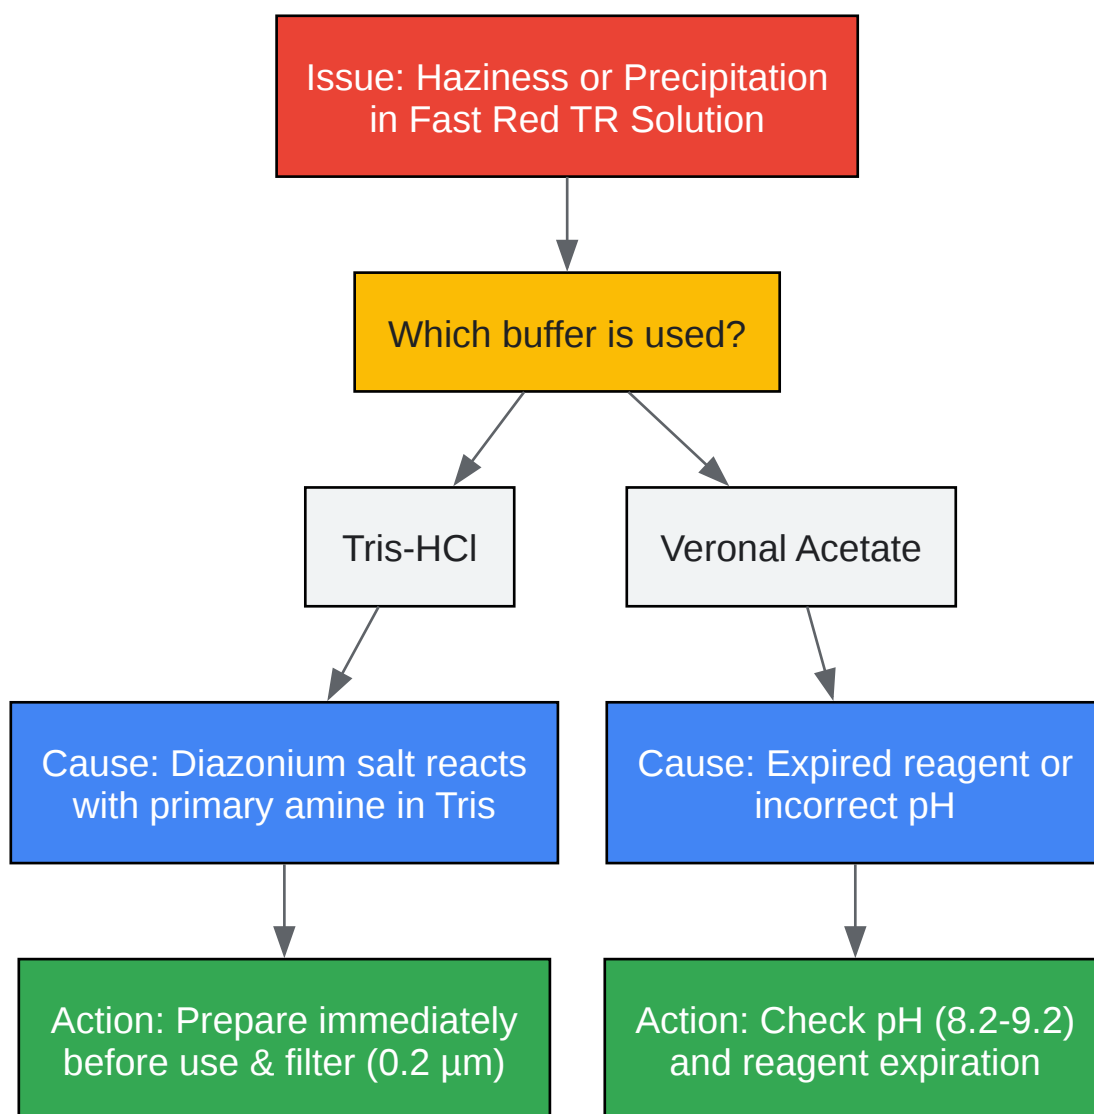 Issue: Haziness or Precipitation
in Fast Red TR Solution
Which buffer is used?
Tris-HCl
Veronal Acetate
Cause: Diazonium salt reacts
with primary amine in Tris
Cause: Expired reagent or
incorrect pH
Action: Prepare immediately
before use & filter (0.2 µm)
Action: Check pH (8.2-9.2)
and reagent expiration